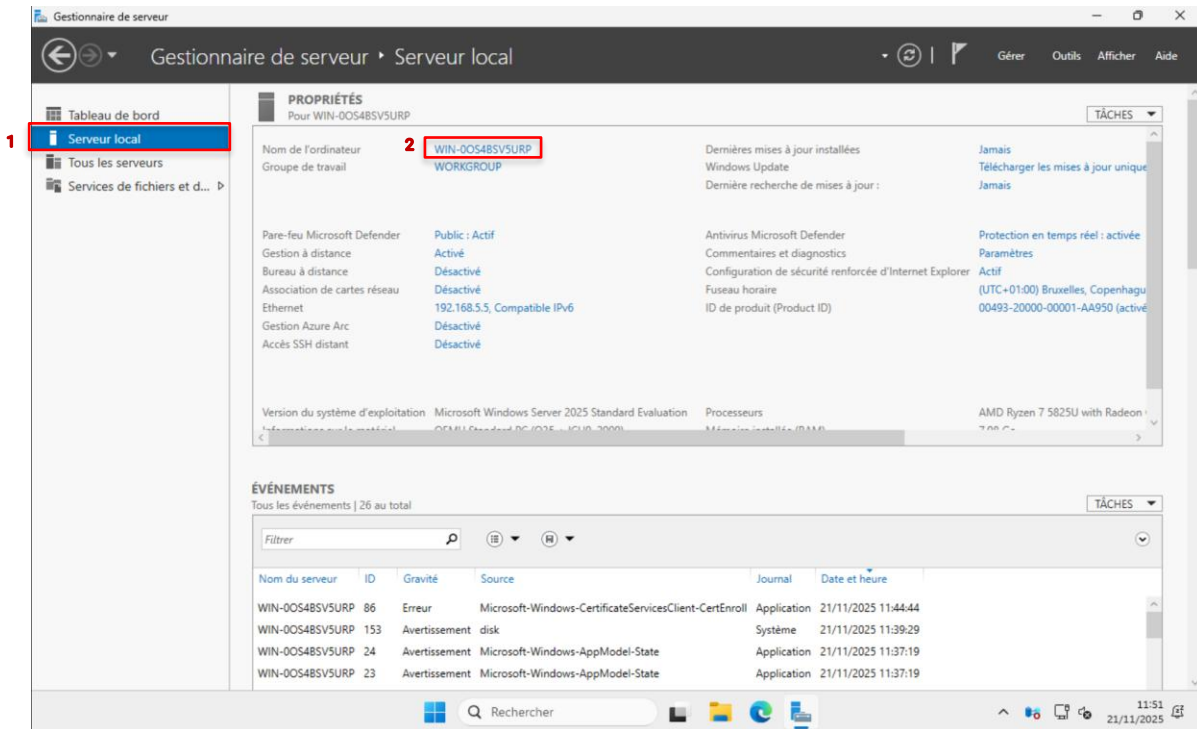 Gestionnaire de serveur
Gestionnaire de serveur ‣ Serveur local
Gérer Outils Afficher Aide
Tableau de bord
1 Serveur local
Tous les serveurs
Services de fichiers et d...
PROPRIÉTÉS
Pour WIN-0OS4BSV5URP
TÂCHES
Nom de l'ordinateur 2 WIN-0OS4BSV5URP Dernières mises à jour installées Jamais
Groupe de travail WORKGROUP Windows Update Télécharger les mises à jour unique
Dernière recherche de mises à jour : Jamais
Pare-feu Microsoft Defender Public : Actif Antivirus Microsoft Defender Protection en temps réel : activée
Gestion à distance Activé Commentaires et diagnostics Paramètres
Bureau à distance Désactivé Configuration de sécurité renforcée d'Internet Explorer Actif
Association de cartes réseau Désactivé Fuseau horaire (UTC+01:00) Bruxelles, Copenhagu
Ethernet 192.168.5.5, Compatible IPv6 ID de produit (Product ID) 00493-20000-00001-AA950 (activé
Gestion Azure Arc Désactivé
Accès SSH distant Désactivé
Version du système d'exploitation Microsoft Windows Server 2025 Standard Evaluation Processeurs AMD Ryzen 7 5825U with Radeon
ÉVÉNEMENTS
Tous les événements | 26 au total
TÂCHES
Filtrer
Nom du serveur ID Gravité Source Journal Date et heure
WIN-0OS4BSV5URP 86 Erreur Microsoft-Windows-CertificateServicesClient-CertEnroll Application 21/11/2025 11:44:44
WIN-0OS4BSV5URP 153 Avertissement disk Système 21/11/2025 11:39:29
WIN-0OS4BSV5URP 24 Avertissement Microsoft-Windows-AppModel-State Application 21/11/2025 11:37:19
WIN-0OS4BSV5URP 23 Avertissement Microsoft-Windows-AppModel-State Application 21/11/2025 11:37:19
Rechercher
11:51
21/11/2025